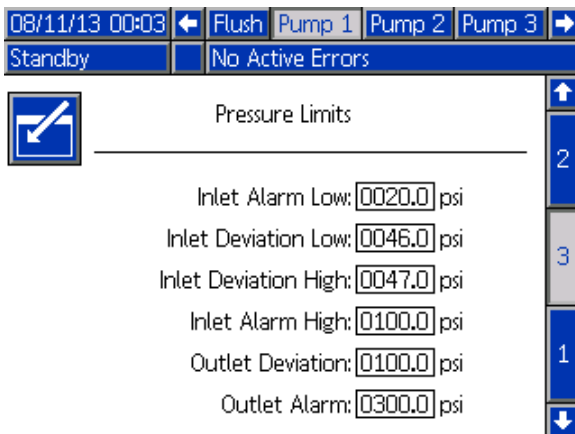 08/11/13 00:03 Flush Pump 1 Pump 2 Pump 3
Standby No Active Errors
Pressure Limits
2
Inlet Alarm Low: 0020.0 psi
Inlet Deviation Low: 0046.0 psi
3
Inlet Deviation High: 0047.0 psi
Inlet Alarm High: 0100.0 psi
1
Outlet Deviation: 0100.0 psi
Outlet Alarm: 0300.0 psi